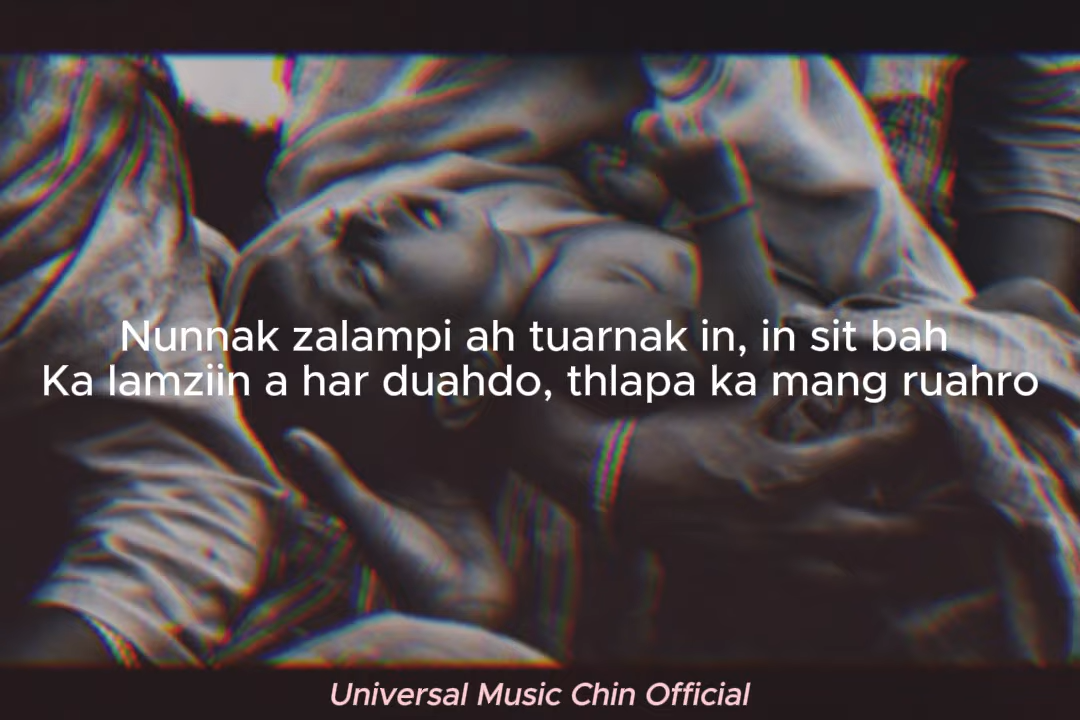 Nunnak zalampi ah tuarnak in, in sit bah
Ka lamziin a har duahdo, thlapa ka mang ruahro
Universal Music Chin Official